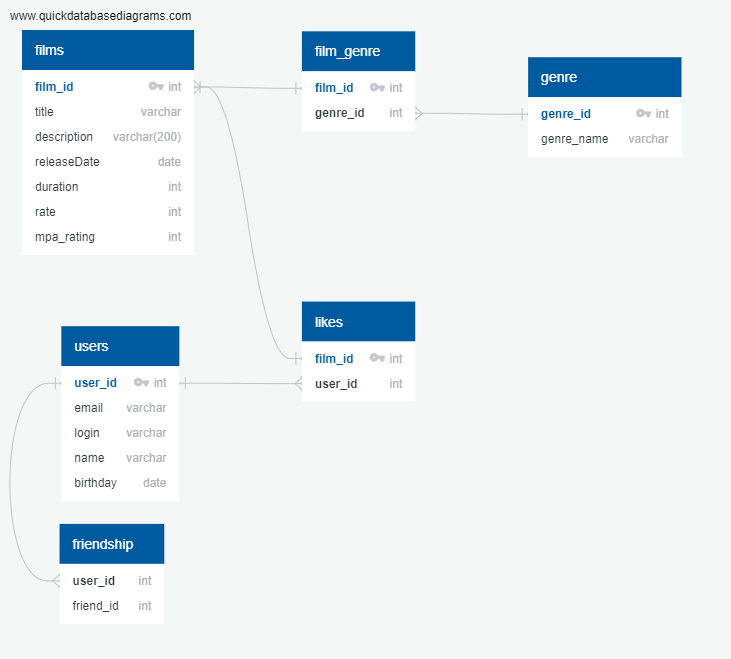 www.quickdatabasediagrams.com
films
film_id int
title varchar
description varchar(200)
releaseDate date
duration int
rate int
mpa_rating int
film_genre
film_id int
genre_id int
genre
genre_id int
genre_name varchar
likes
film_id int
user_id int
users
user_id int
email varchar
login varchar
name varchar
birthday date
friendship
user_id int
friend_id int